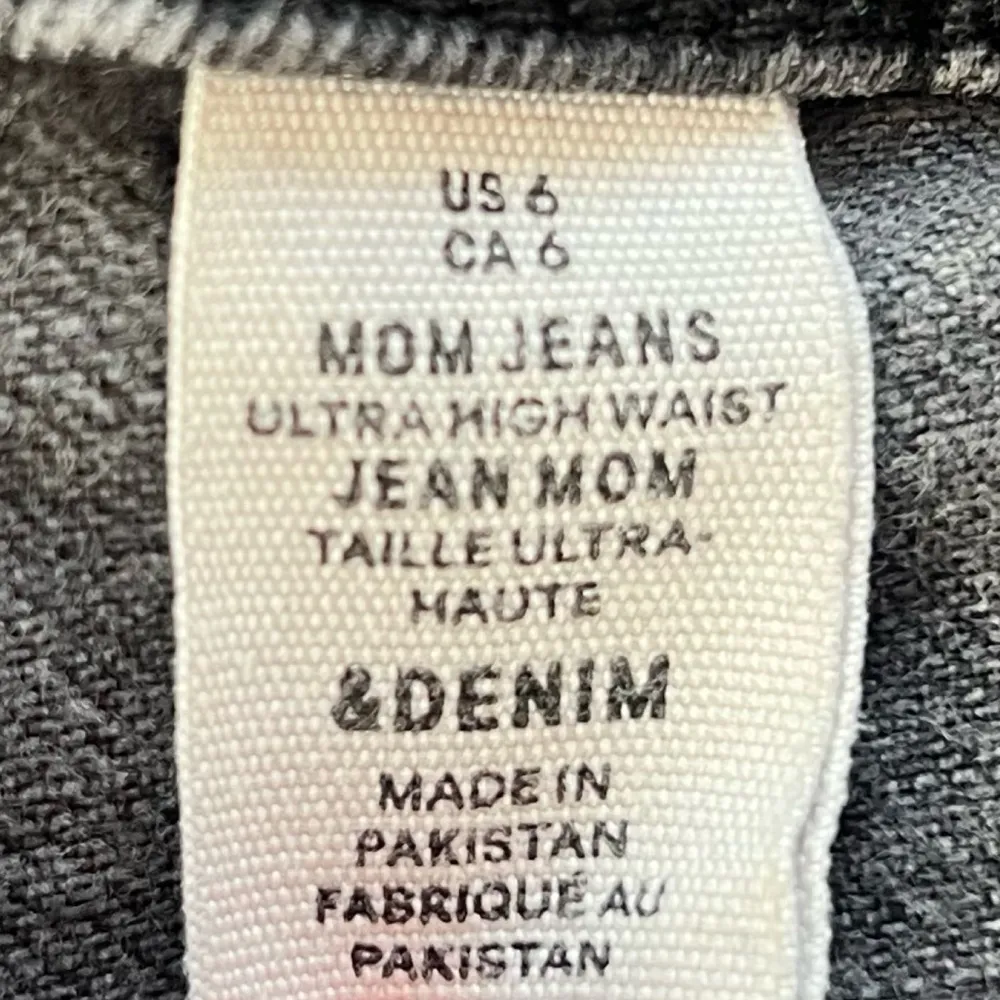 US 6
CA 6
MOM JEANS
ULTRA HIGH WAIST
JEAN MOM
TAILLE ULTRA-
HAUTE
&DENIM
MADE IN
PAKISTAN
FABRIQUÉ AU
PAKISTAN